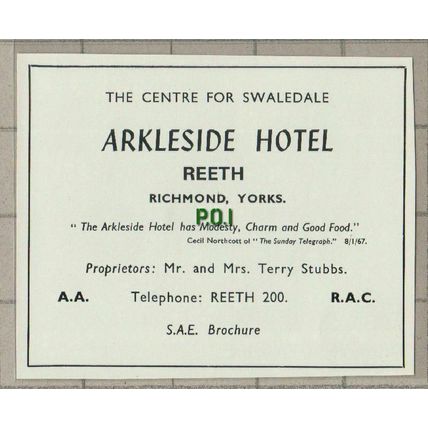 THE CENTRE FOR SWALEDALE
ARKLESIDE HOTEL
REETH
RICHMOND, YORKS.
P.O.I
" The Arkleside Hotel has Modesty, Charm and Good Food."
Cecil Northcott of " The Sunday Telegraph." 8/1/67.
Proprietors: Mr. and Mrs. Terry Stubbs.
A.A. Telephone: REETH 200. R.A.C.
S.A.E. Brochure